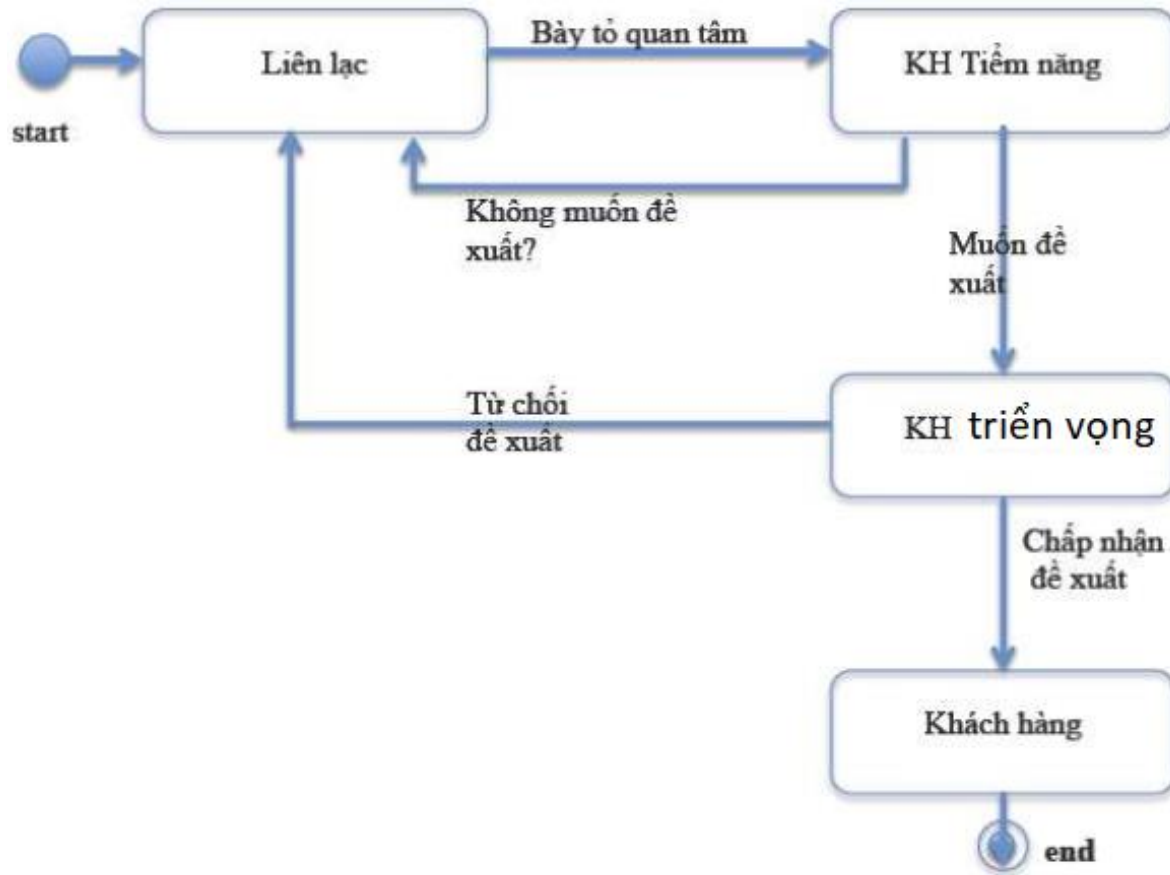 Bày tỏ quan tâm
Liên lạc
KH Tiểm năng
start
Không muốn đề
xuất?
Muốn đề
xuất
Từ chối
đề xuất
KH triển vọng
Chấp nhận
đề xuất
Khách hàng
end